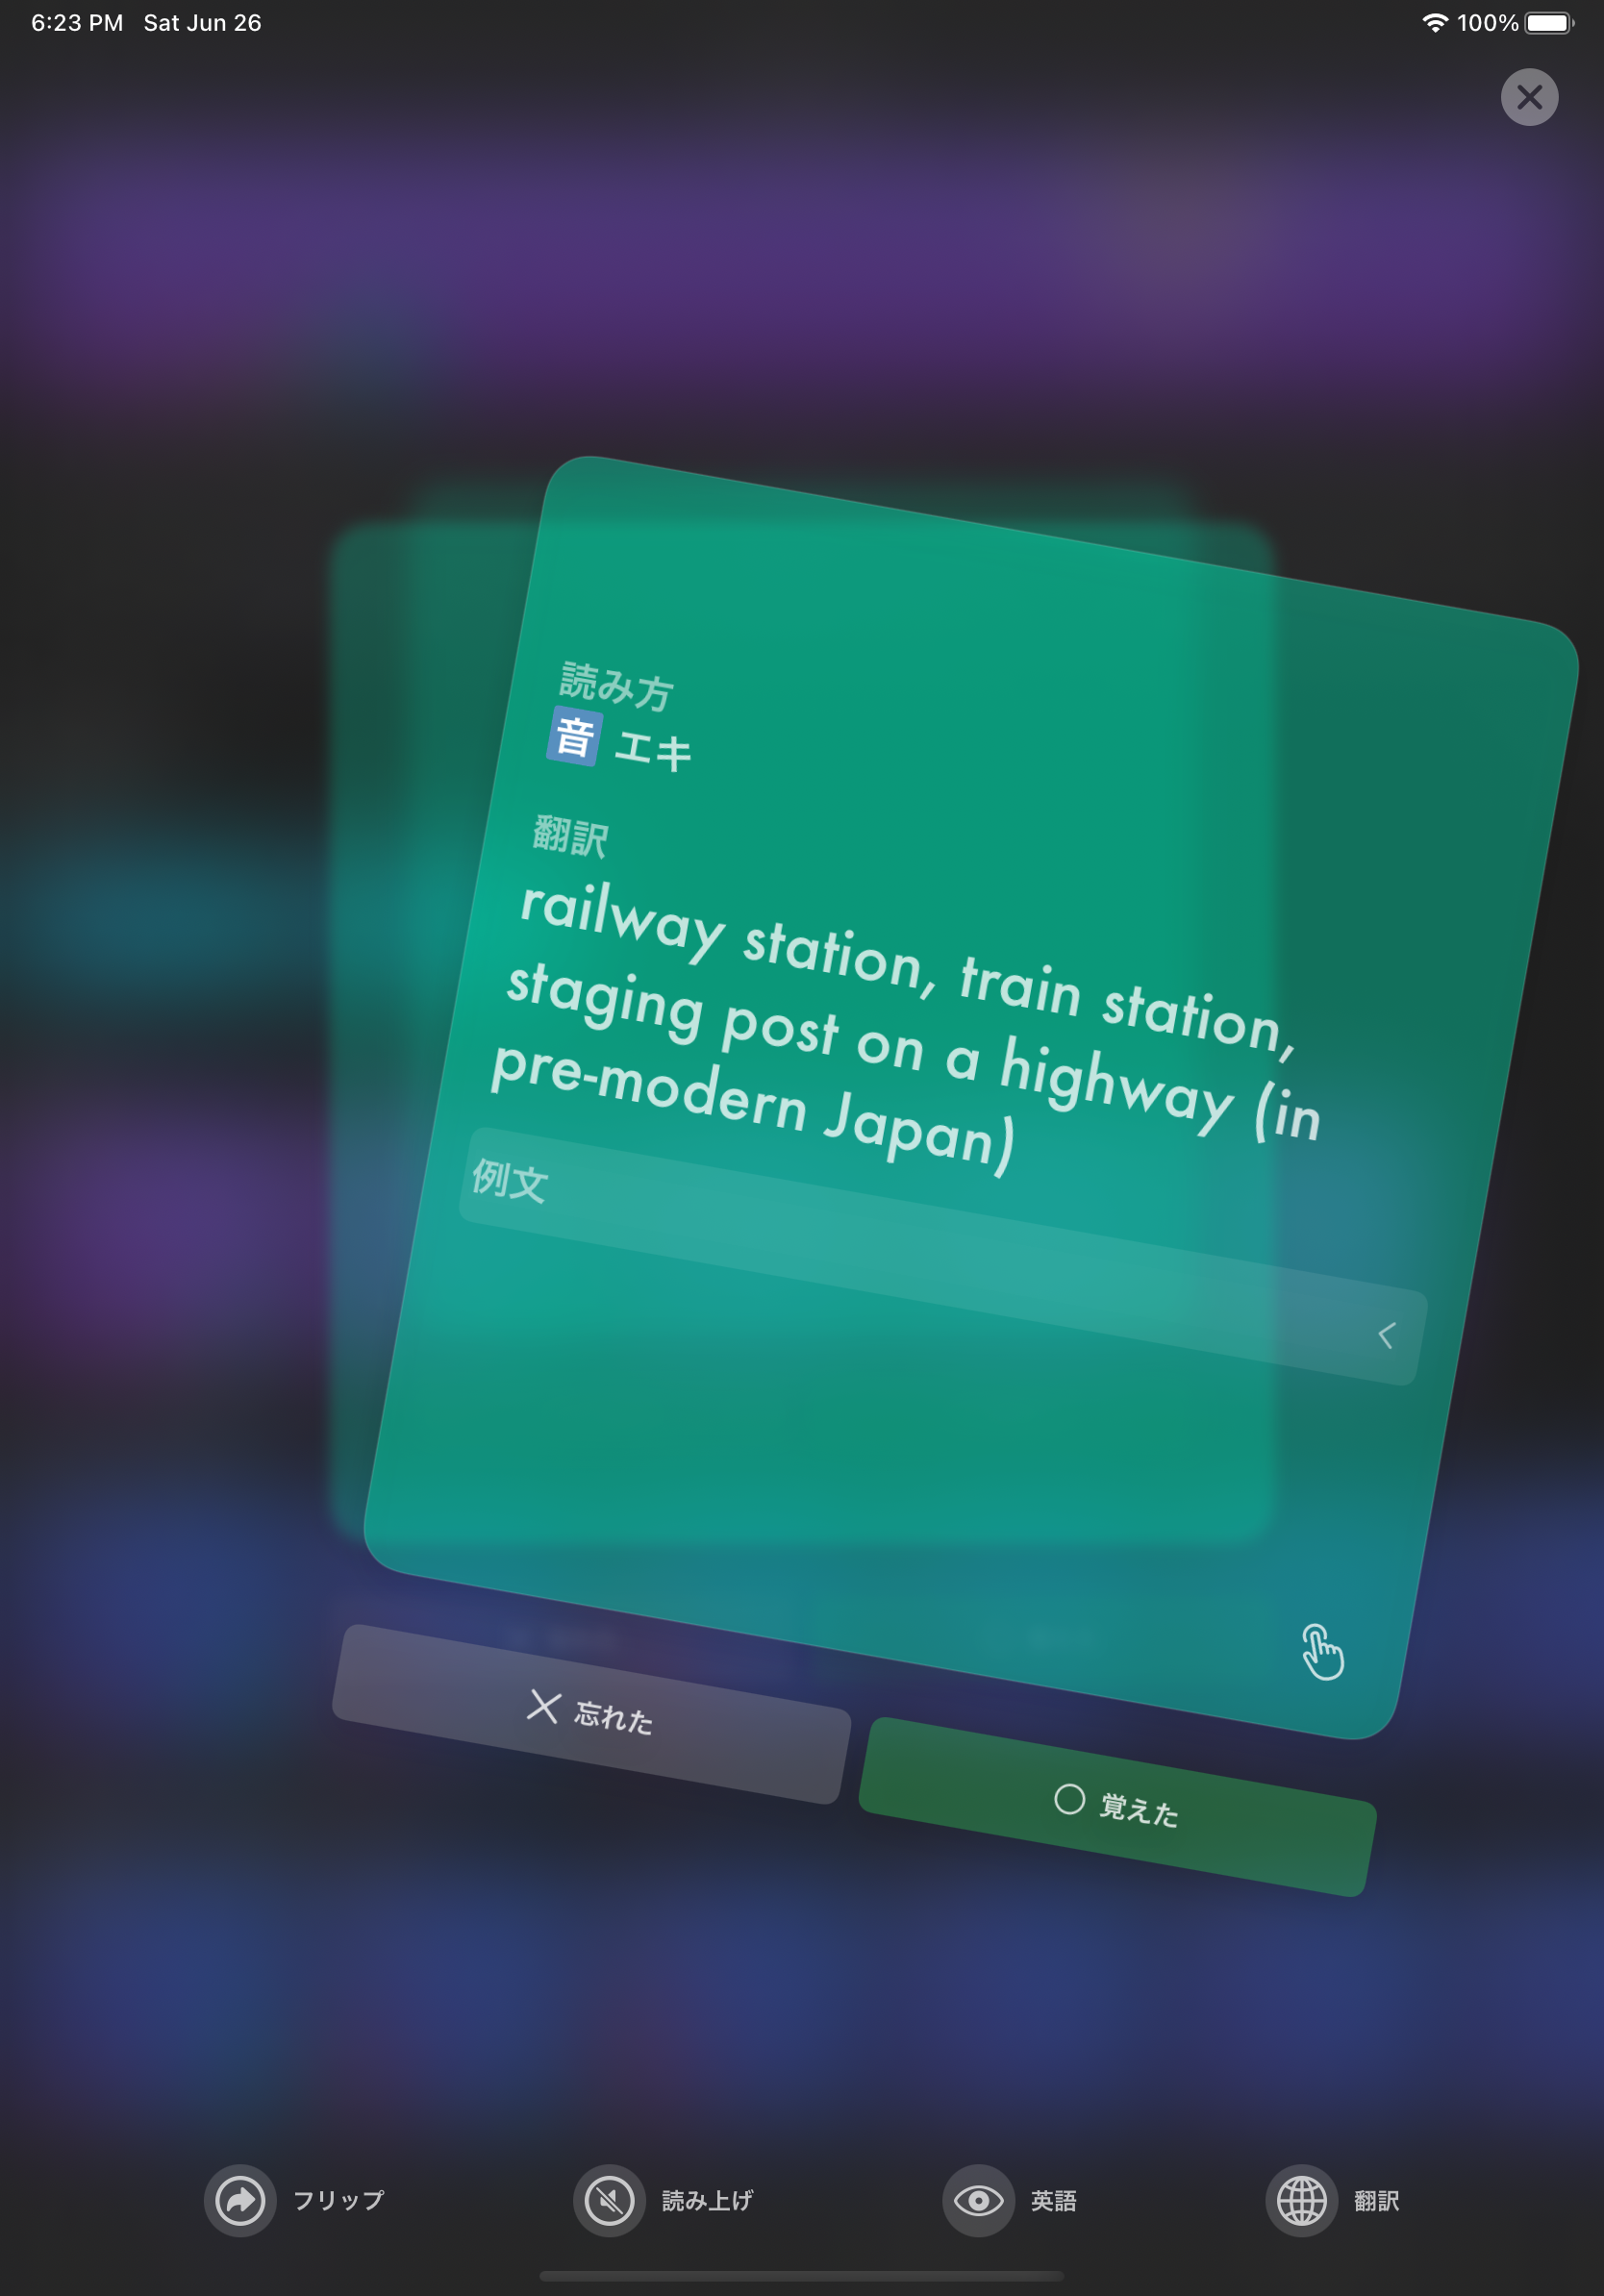 6:23 PM Sat Jun 26
100%
読み方
音 エキ
翻訳
railway station, train station,
staging post on a highway (in
pre-modern Japan)
例文
忘れた
覚えた
フリップ
読み上げ
英語
翻訳